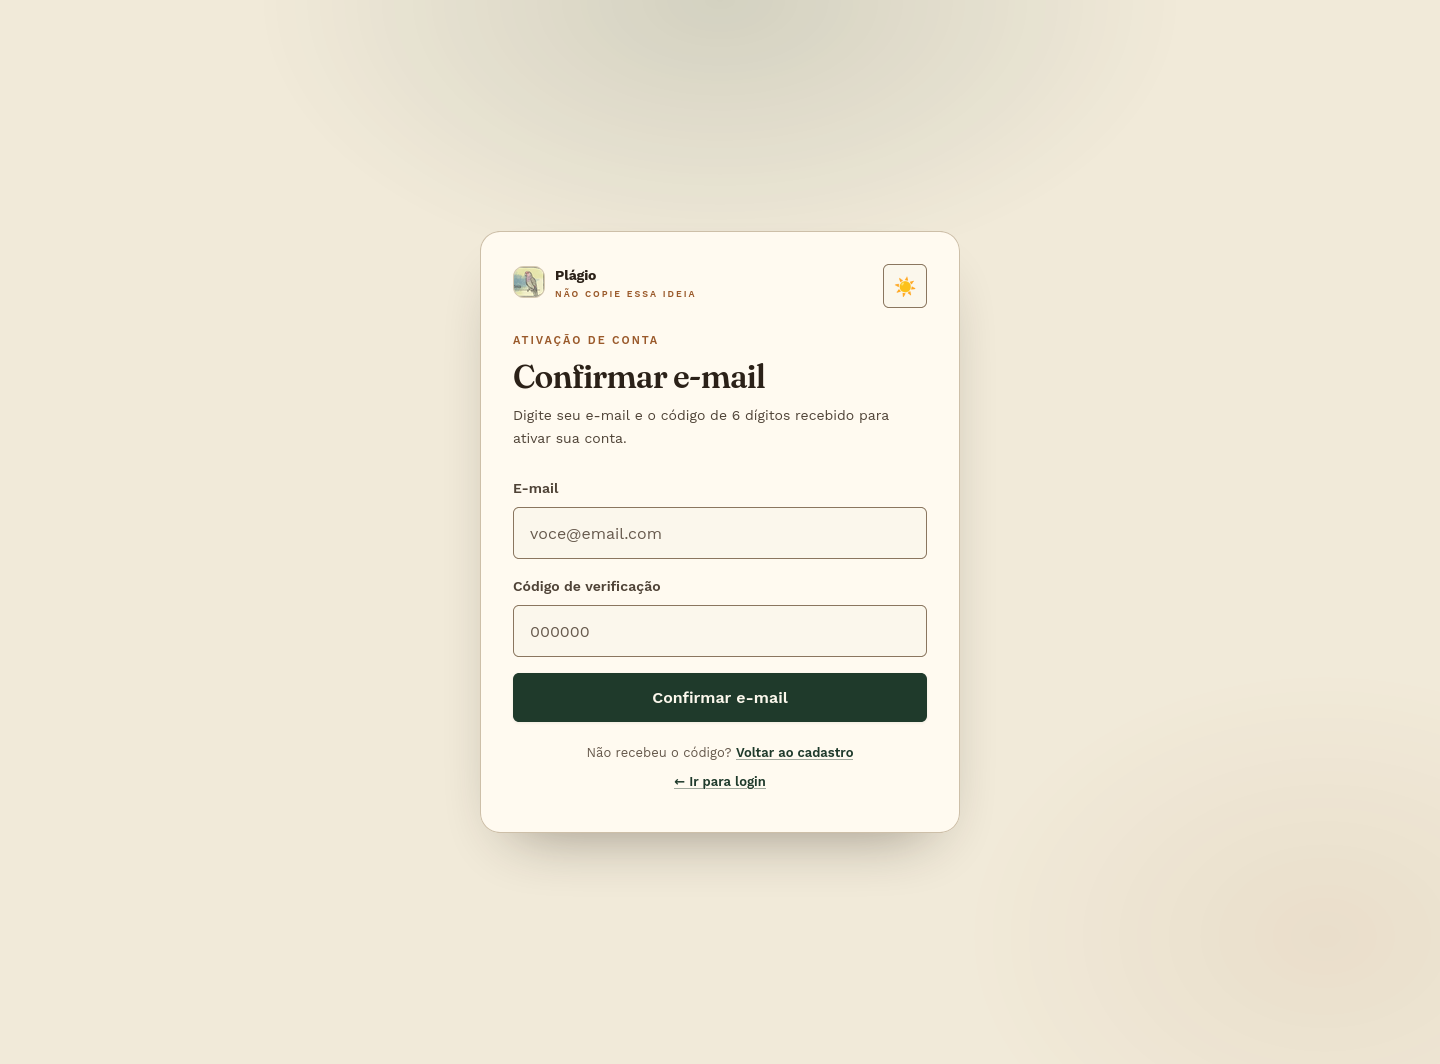 Plágio
NÃO COPIE ESSA IDEIA
ATIVAÇÃO DE CONTA
Confirmar e-mail
Digite seu e-mail e o código de 6 dígitos recebido para
ativar sua conta.
E-mail
voce@email.com
Código de verificação
000000
Confirmar e-mail
Não recebeu o código? Voltar ao cadastro
← Ir para login